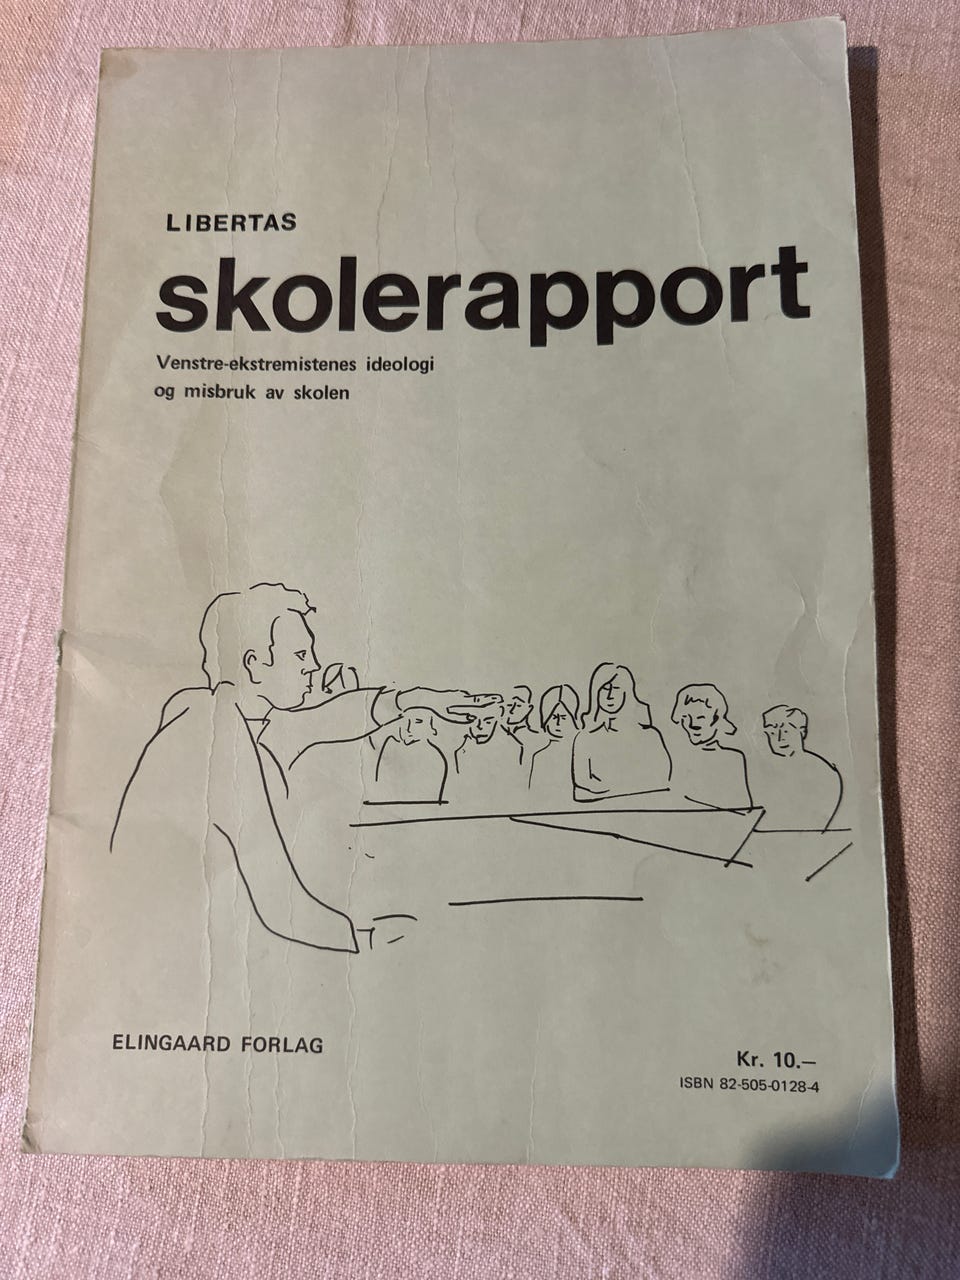 LIBERTAS
skolerapport
Venstre-ekstremistenes ideologi
og misbruk av skolen
ELINGAARD FORLAG
Kr. 10.—
ISBN 82-505-0128-4